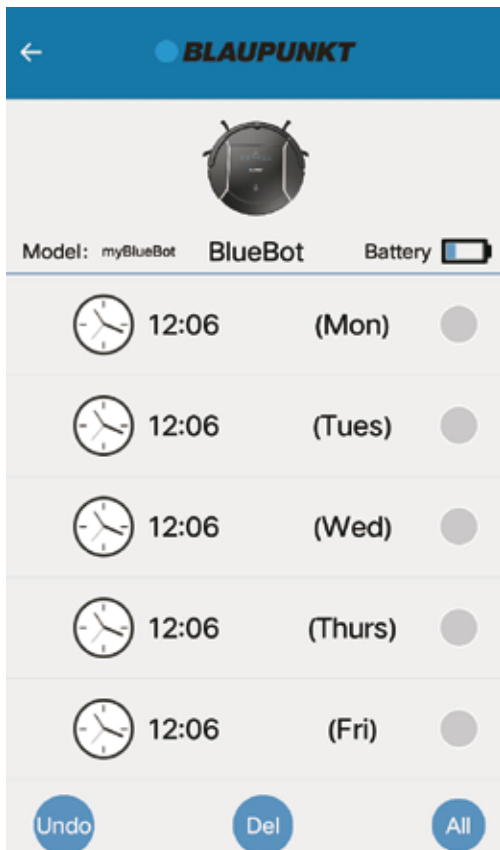 BLAUPUNKT
Model: myBlueBot BlueBot Battery
12:06 (Mon)
12:06 (Tues)
12:06 (Wed)
12:06 (Thurs)
12:06 (Fri)
Undo Del All